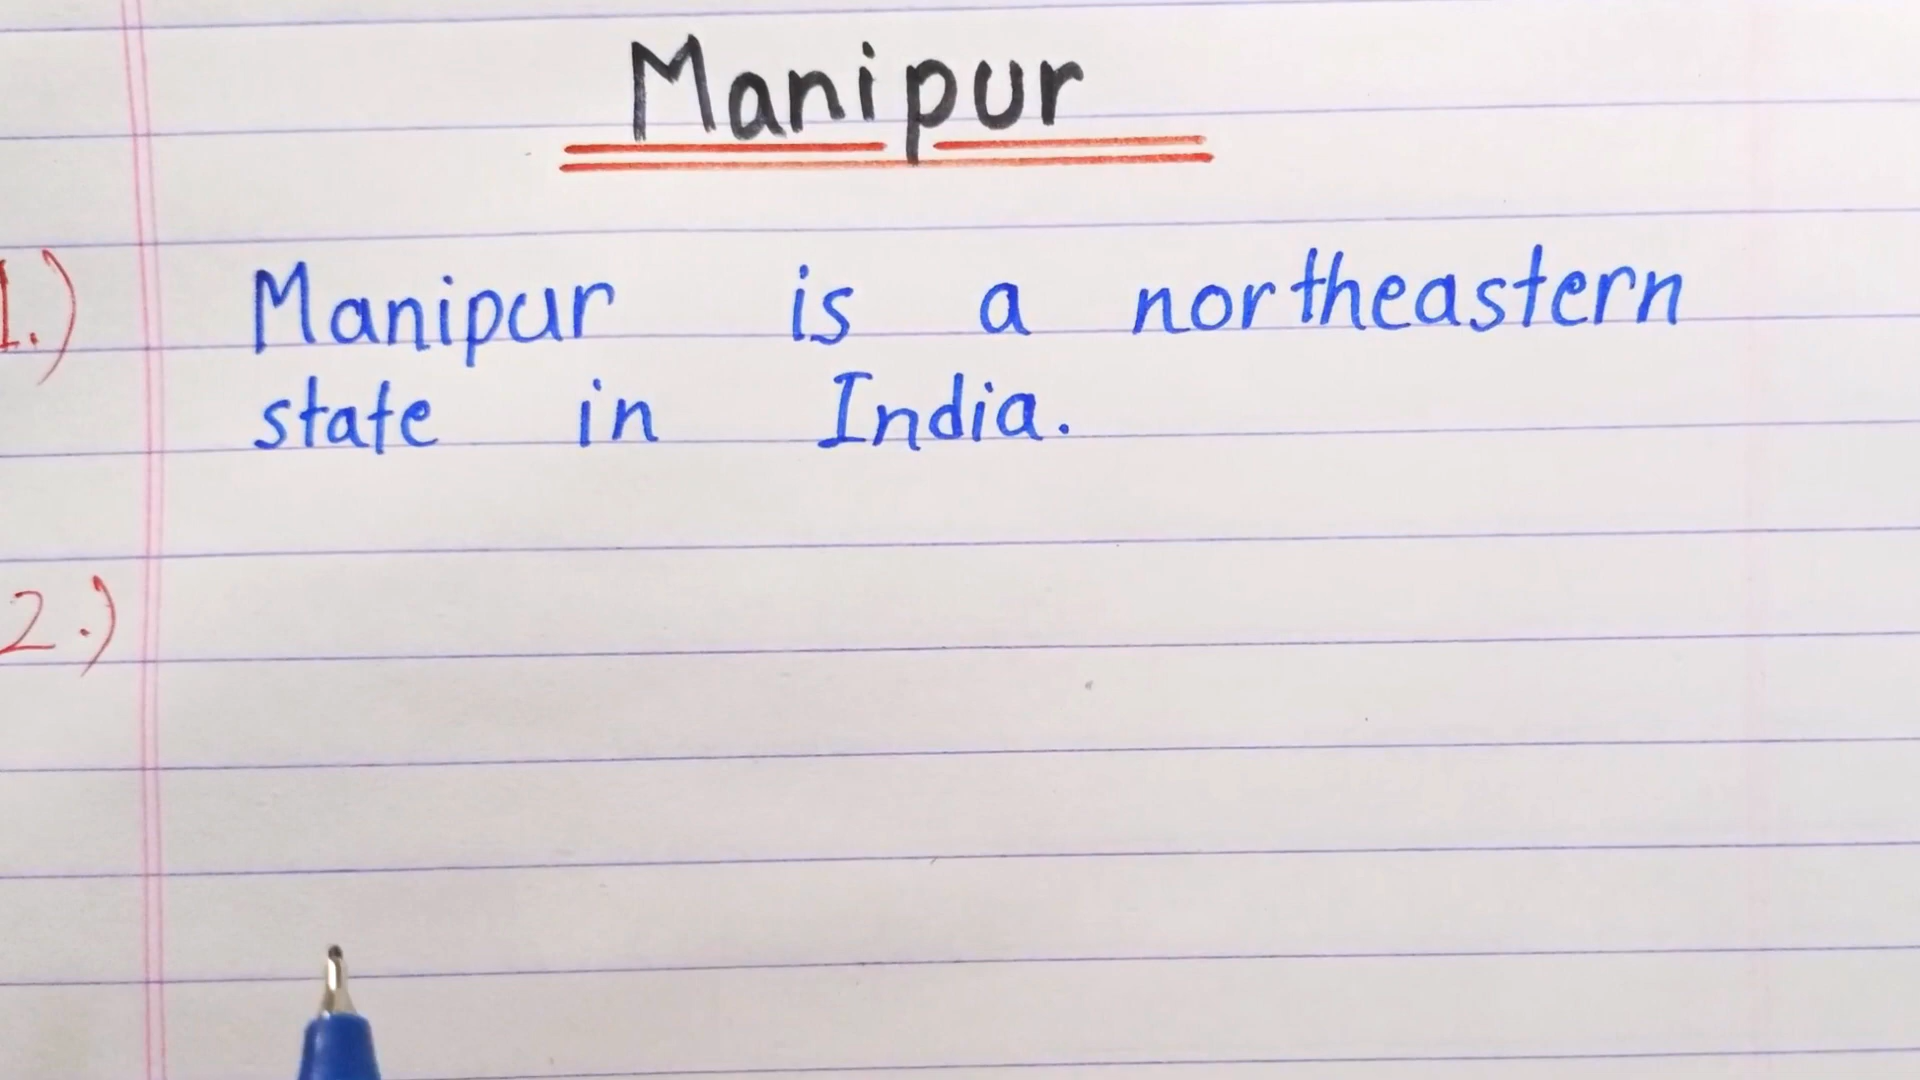 Manipur
1.) Manipur is a northeastern
state in India.
2.)